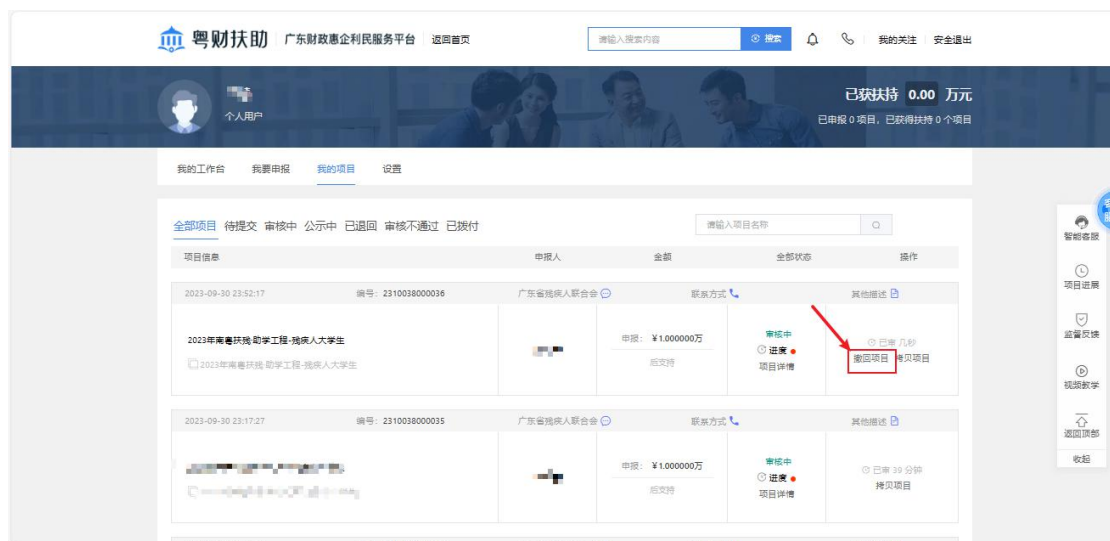 粤财扶助 广东财政惠企利民服务平台 返回首页 请输入搜索内容 搜索 我的关注 安全退出
个人用户
已获扶持 0.00 万元
已申报 0 项目，已获得扶持 0 个项目
我的工作台 我要申报 我的项目 设置
全部项目 待提交 审核中 公示中 已退回 审核不通过 已拨付 请输入项目名称
项目信息 申报人 金额 全部状态 操作
2023-09-30 23:52:17 编号：2310038000036 广东省残疾人联合会 联系方式 其他描述
2023年南粤扶残助学工程-残疾人大学生
2023年南粤扶残助学工程-残疾人大学生
申报：￥1.000000万
后支持
审核中
进度
项目详情
已审 几秒
撤回项目 拷贝项目
2023-09-30 23:17:27 编号：2310038000035 广东省残疾人联合会 联系方式 其他描述
申报：￥1.000000万
后支持
审核中
进度
项目详情
已审 39 分钟
拷贝项目
客服
智能客服
项目进展
监督反馈
视频教学
返回顶部
收起